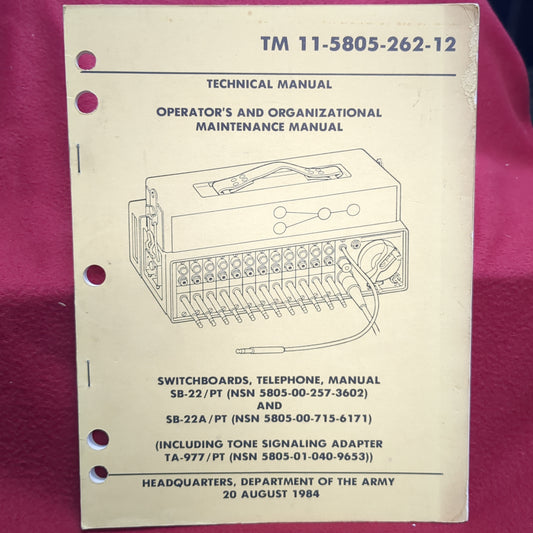 TM 11-5805-262-12
TECHNICAL MANUAL
OPERATOR'S AND ORGANIZATIONAL
MAINTENANCE MANUAL
SWITCHBOARDS, TELEPHONE, MANUAL
SB-22/PT (NSN 5805-00-257-3602)
AND
SB-22A/PT (NSN 5805-00-715-6171)
(INCLUDING TONE SIGNALING ADAPTER
TA-977/PT (NSN 5805-01-040-9653))
HEADQUARTERS, DEPARTMENT OF THE ARMY
20 AUGUST 1984